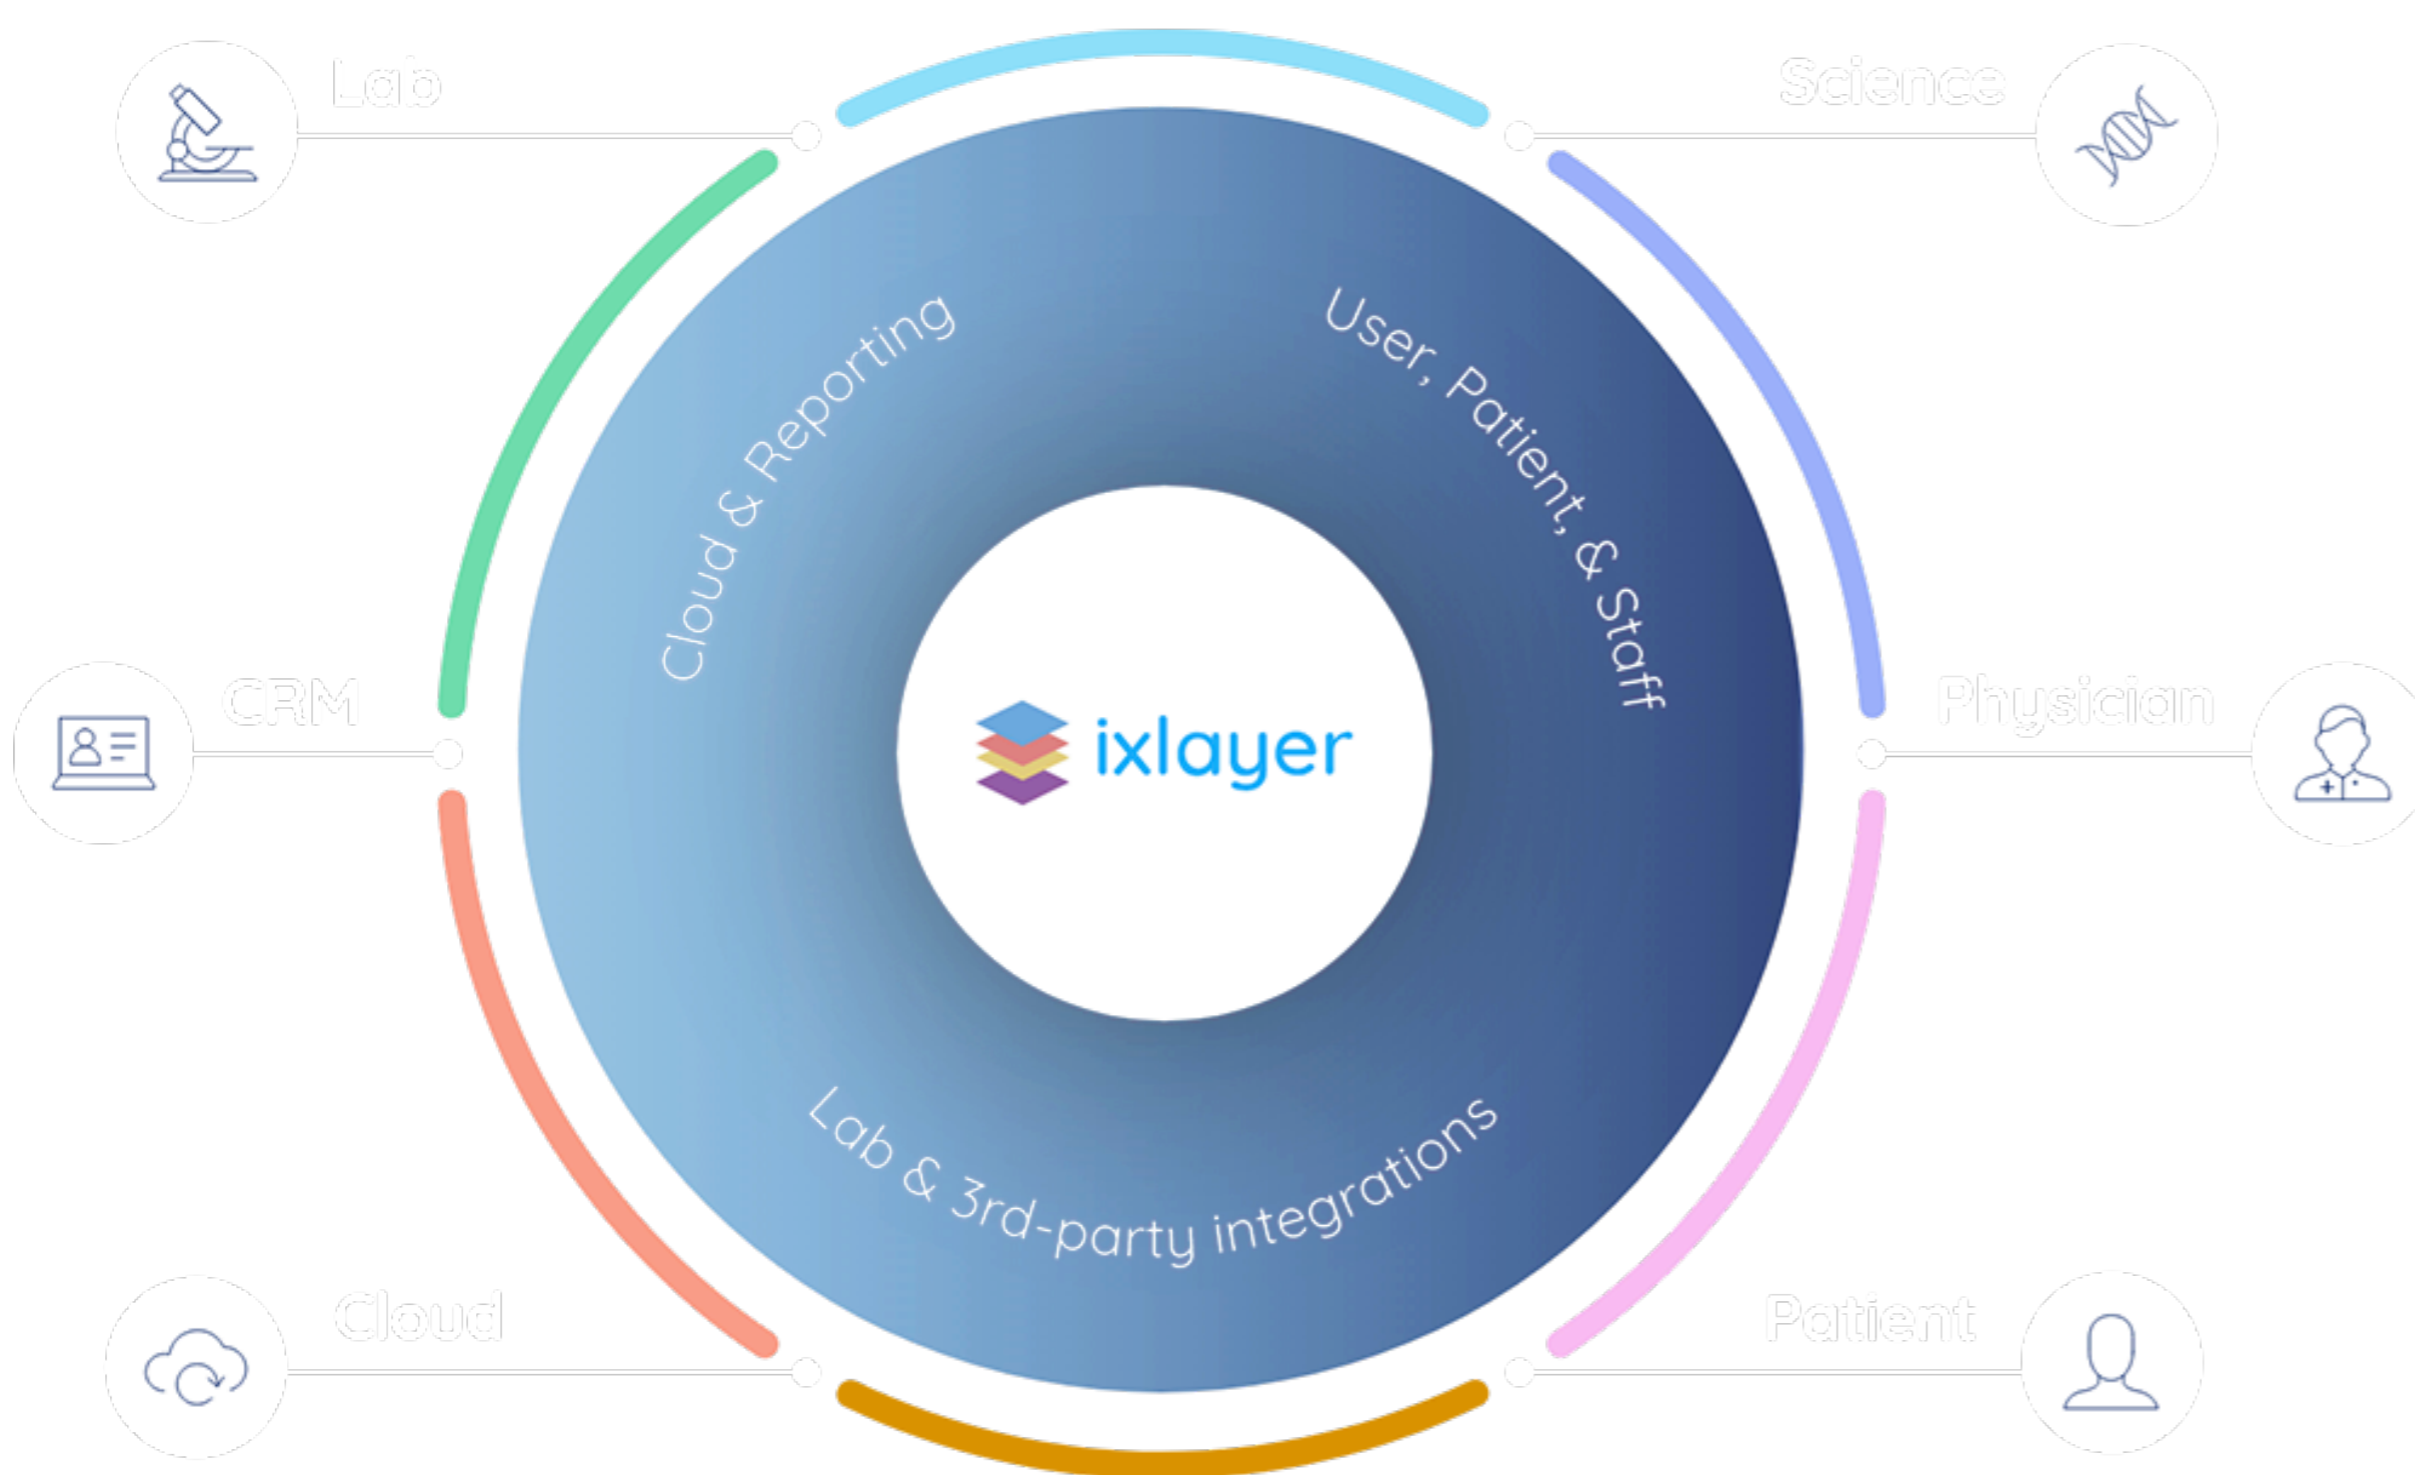 Lab
Science
Cloud & Reporting
User, Patient, & Staff
CRM
ixlayer
Physician
Lab & 3rd-party integrations
Cloud
Patient